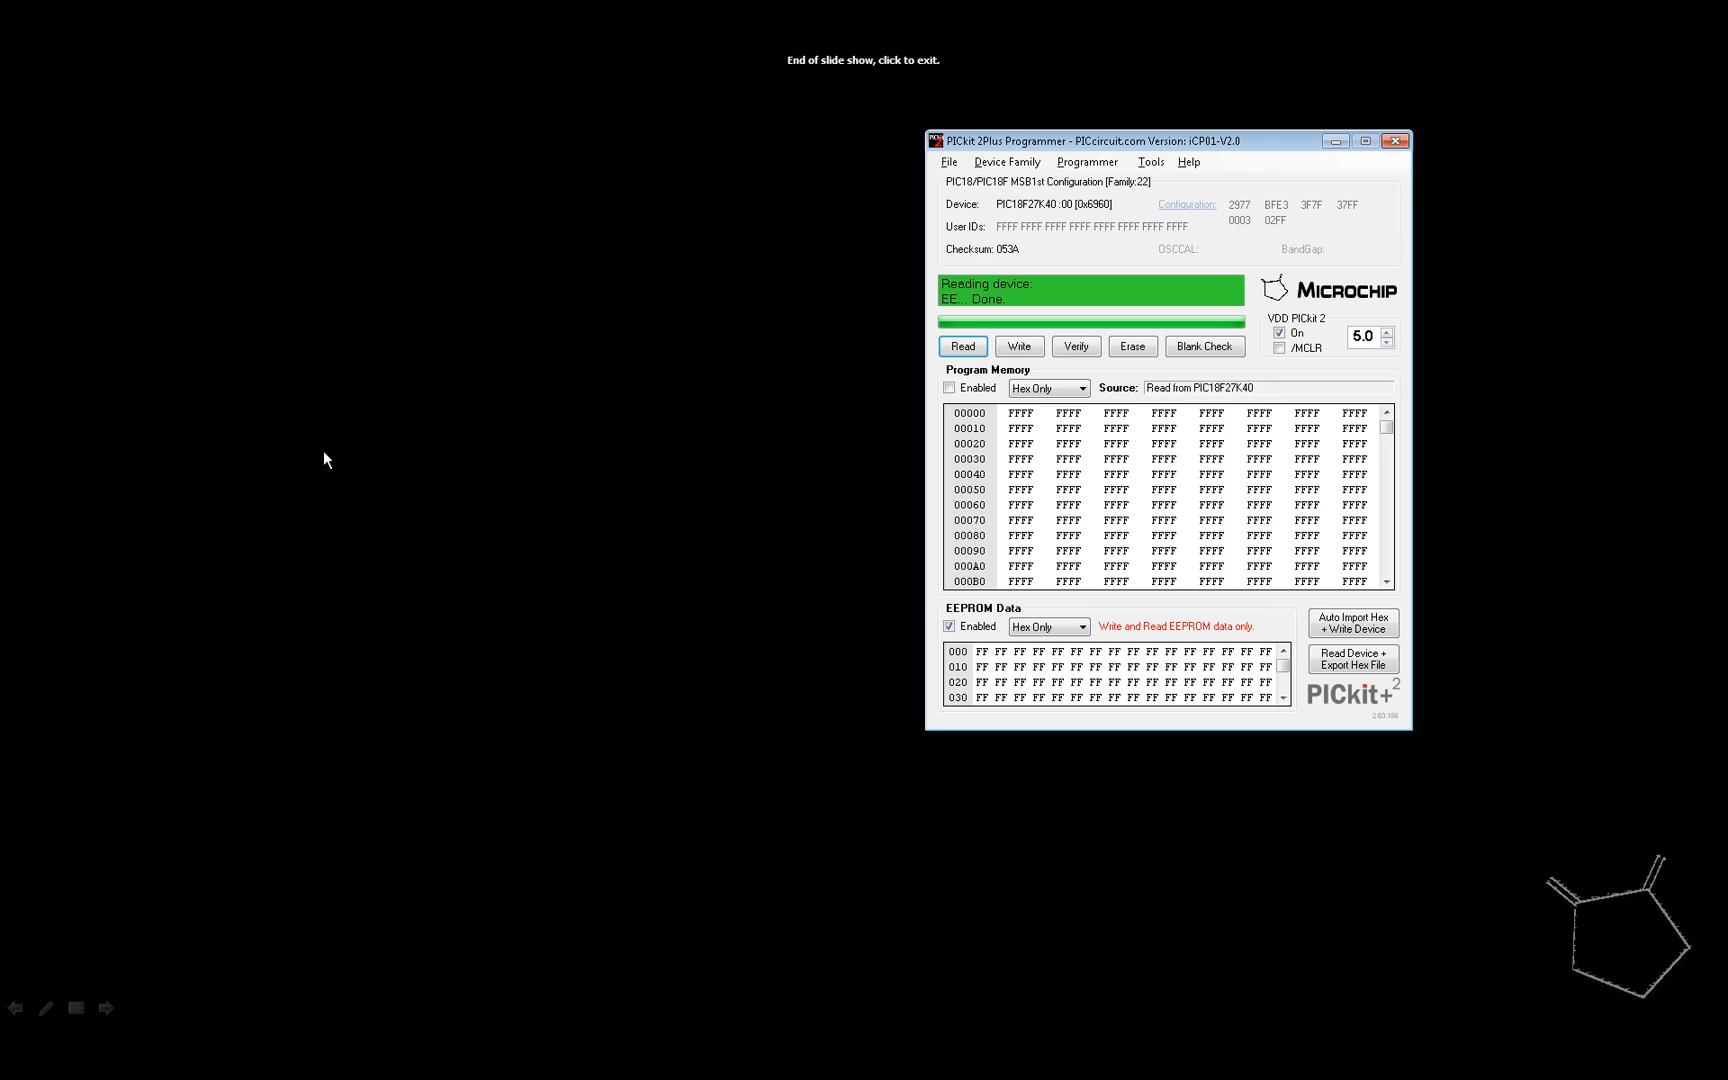 End of slide show, click to exit.
PICkit 2Plus Programmer - PICcircuit.com Version: iCP01-V2.0
File Device Family Programmer Tools Help
PIC18/PIC18F MSB1st Configuration [Family:22]
Device: PIC18F27K40 :00 [0x6960] Configuration: 2977 BFE3 3F7F 37FF
0003 02FF
User IDs: FFFF FFFF FFFF FFFF FFFF FFFF FFFF FFFF
Checksum: 053A OSCCAL: BandGap:
Reading device:
EE... Done.
MICROCHIP
VDD PICkit 2
On
/MCLR
5.0
Read Write Verify Erase Blank Check
Program Memory
Enabled Hex Only Source: Read from PIC18F27K40
00000 FFFF FFFF FFFF FFFF FFFF FFFF FFFF FFFF
00010 FFFF FFFF FFFF FFFF FFFF FFFF FFFF FFFF
00020 FFFF FFFF FFFF FFFF FFFF FFFF FFFF FFFF
00030 FFFF FFFF FFFF FFFF FFFF FFFF FFFF FFFF
00040 FFFF FFFF FFFF FFFF FFFF FFFF FFFF FFFF
00050 FFFF FFFF FFFF FFFF FFFF FFFF FFFF FFFF
00060 FFFF FFFF FFFF FFFF FFFF FFFF FFFF FFFF
00070 FFFF FFFF FFFF FFFF FFFF FFFF FFFF FFFF
00080 FFFF FFFF FFFF FFFF FFFF FFFF FFFF FFFF
00090 FFFF FFFF FFFF FFFF FFFF FFFF FFFF FFFF
000A0 FFFF FFFF FFFF FFFF FFFF FFFF FFFF FFFF
000B0 FFFF FFFF FFFF FFFF FFFF FFFF FFFF FFFF
EEPROM Data
Enabled Hex Only Write and Read EEPROM data only.
000 FF FF FF FF FF FF FF FF FF FF FF FF FF FF FF FF
010 FF FF FF FF FF FF FF FF FF FF FF FF FF FF FF FF
020 FF FF FF FF FF FF FF FF FF FF FF FF FF FF FF FF
030 FF FF FF FF FF FF FF FF FF FF FF FF FF FF FF FF
Auto Import Hex
+ Write Device
Read Device +
Export Hex File
PICkit+2
2.63.198